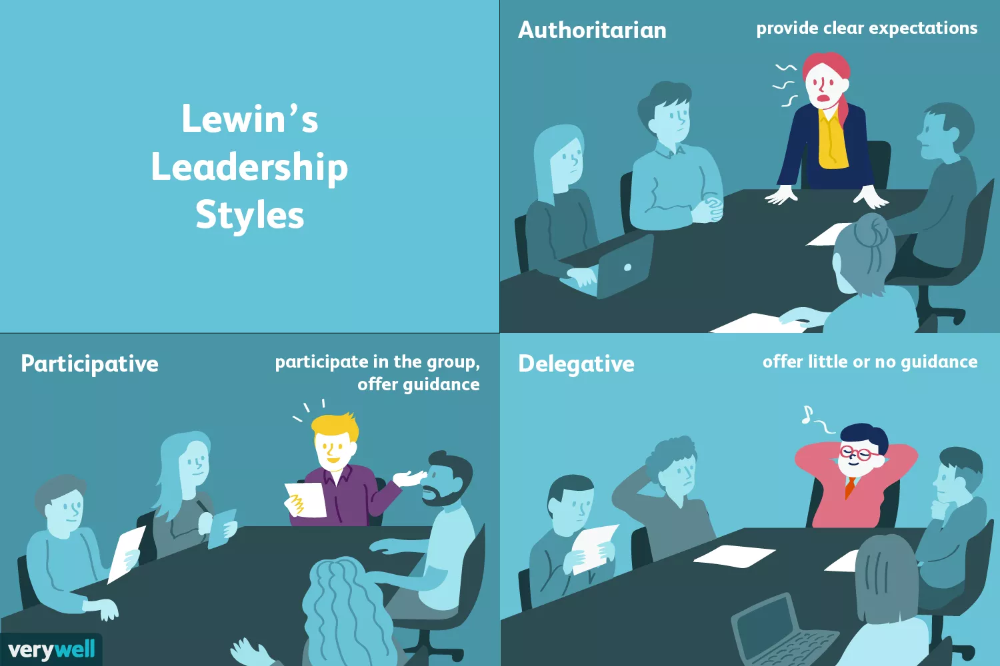 Lewin's
Leadership
Styles
Authoritarian
provide clear expectations
Participative
participate in the group,
offer guidance
Delegative
offer little or no guidance
verywell